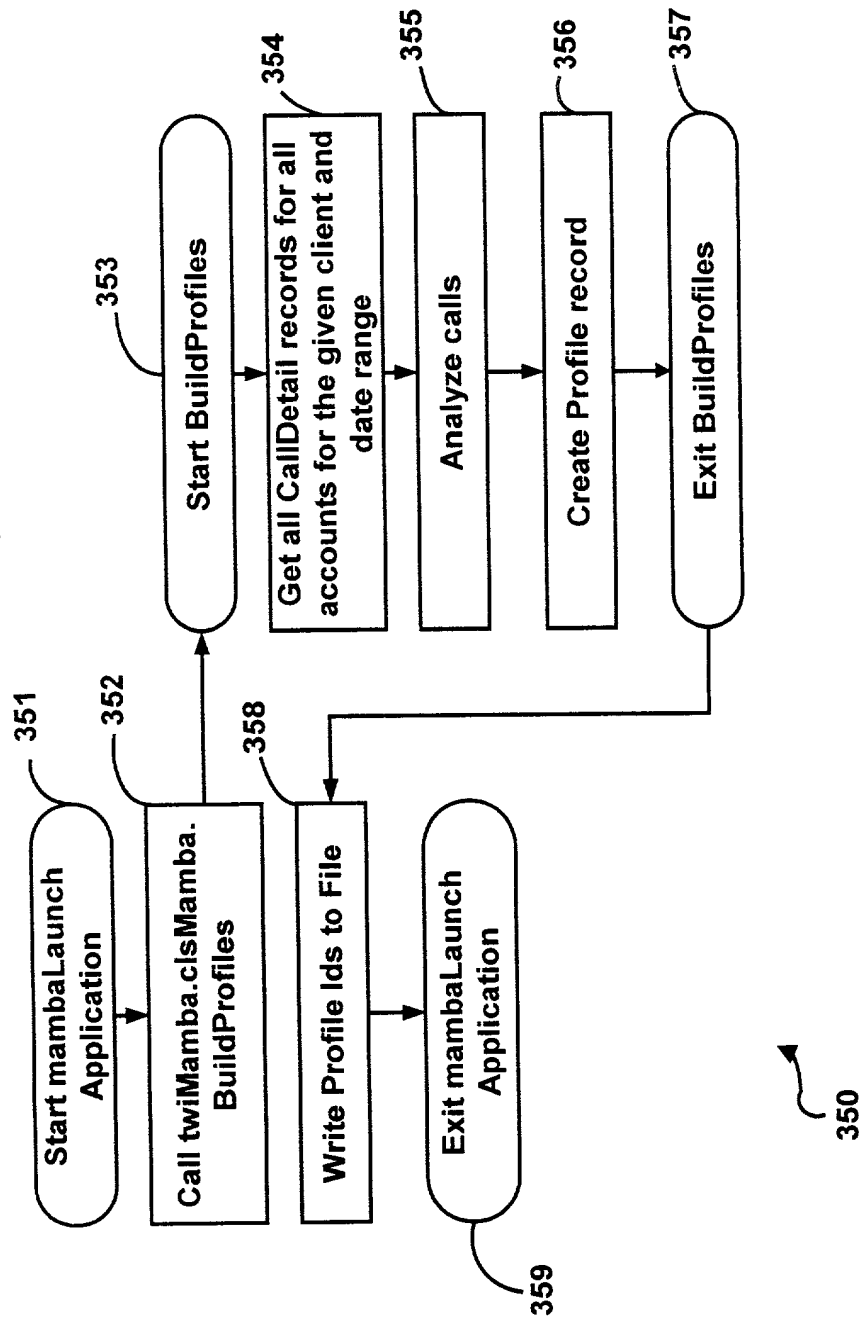 351
Start mambaLaunch
Application
352
Call twiMamba.clsMamba.
BuildProfiles
353
Start BuildProfiles
354
Get all CallDetail records for all
accounts for the given client and
date range
355
Analyze calls
356
Create Profile record
357
Exit BuildProfiles
358
Write Profile Ids to File
Exit mambaLaunch
Application
359
350